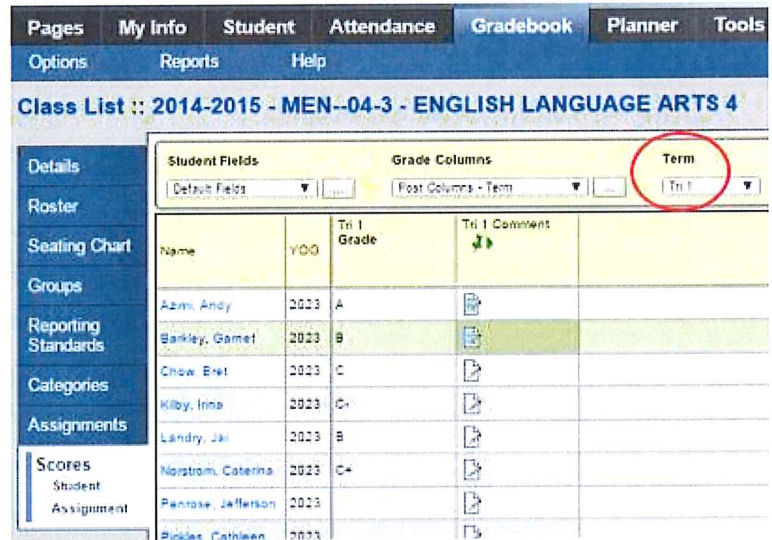 Pages My Info Student Attendance Gradebook Planner Tools
Options Reports Help
Class List :: 2014-2015 - MEN--04-3 - ENGLISH LANGUAGE ARTS 4
Details
Roster
Seating Chart
Groups
Reporting
Standards
Categories
Assignments
Scores
Student
Assignment
Student Fields Grade Columns Term
Default Fields ... Post Columns - Term ... Tri 1
Name YOG Tri 1 Grade Tri 1 Comment
Azimi, Andy 2023 A
Barkley, Garnet 2023 B
Chow, Bret 2023 C
Kilby, Irina 2023
Landry, Jai 2023 B
Norstrom, Caterina 2023 C+
Penrose, Jefferson 2023
Pickles, Cathleen 2023